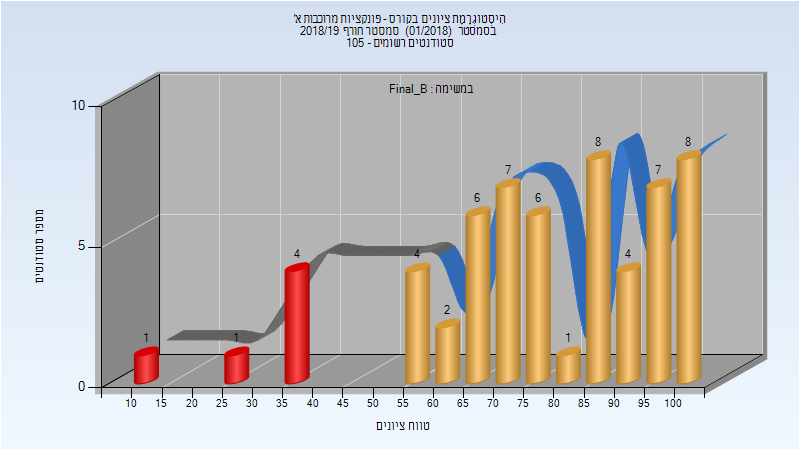 היסטוגרמת ציונים בקורס - פונקציות מרוכבות א'
בסמסטר (01/2018) סמסטר חורף 2018/19
סטודנטים רשומים - 105
במשימה : Final_B
מספר סטודנטים
10
5
0
1
1
4
4
2
6
7
6
1
8
4
7
8
10 15 20 25 30 35 40 45 50 55 60 65 70 75 80 85 90 95 100
טווח ציונים